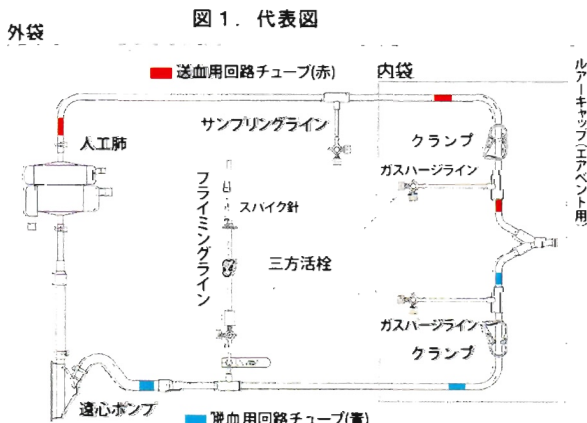 図1. 代表図
外袋
送血用回路チューブ(赤)
内袋
ルアーキャップ(エアベント用)
サンプリングライン
クランプ
人工肺
ガスパージライン
プライミングライン
スパイク針
三方活栓
ガスパージライン
クランプ
遠心ポンプ
脱血用回路チューブ(青)